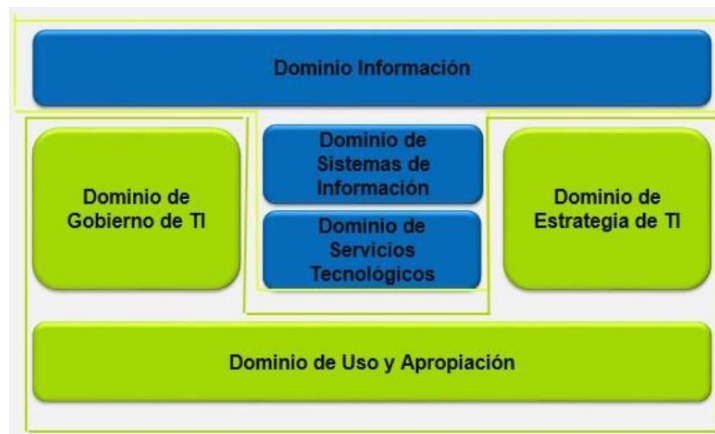 Dominio Información
Dominio de
Sistemas de
Información
Dominio de
Gobierno de TI
Dominio de
Estrategia de TI
Dominio de
Servicios
Tecnológicos
Dominio de Uso y Apropiación